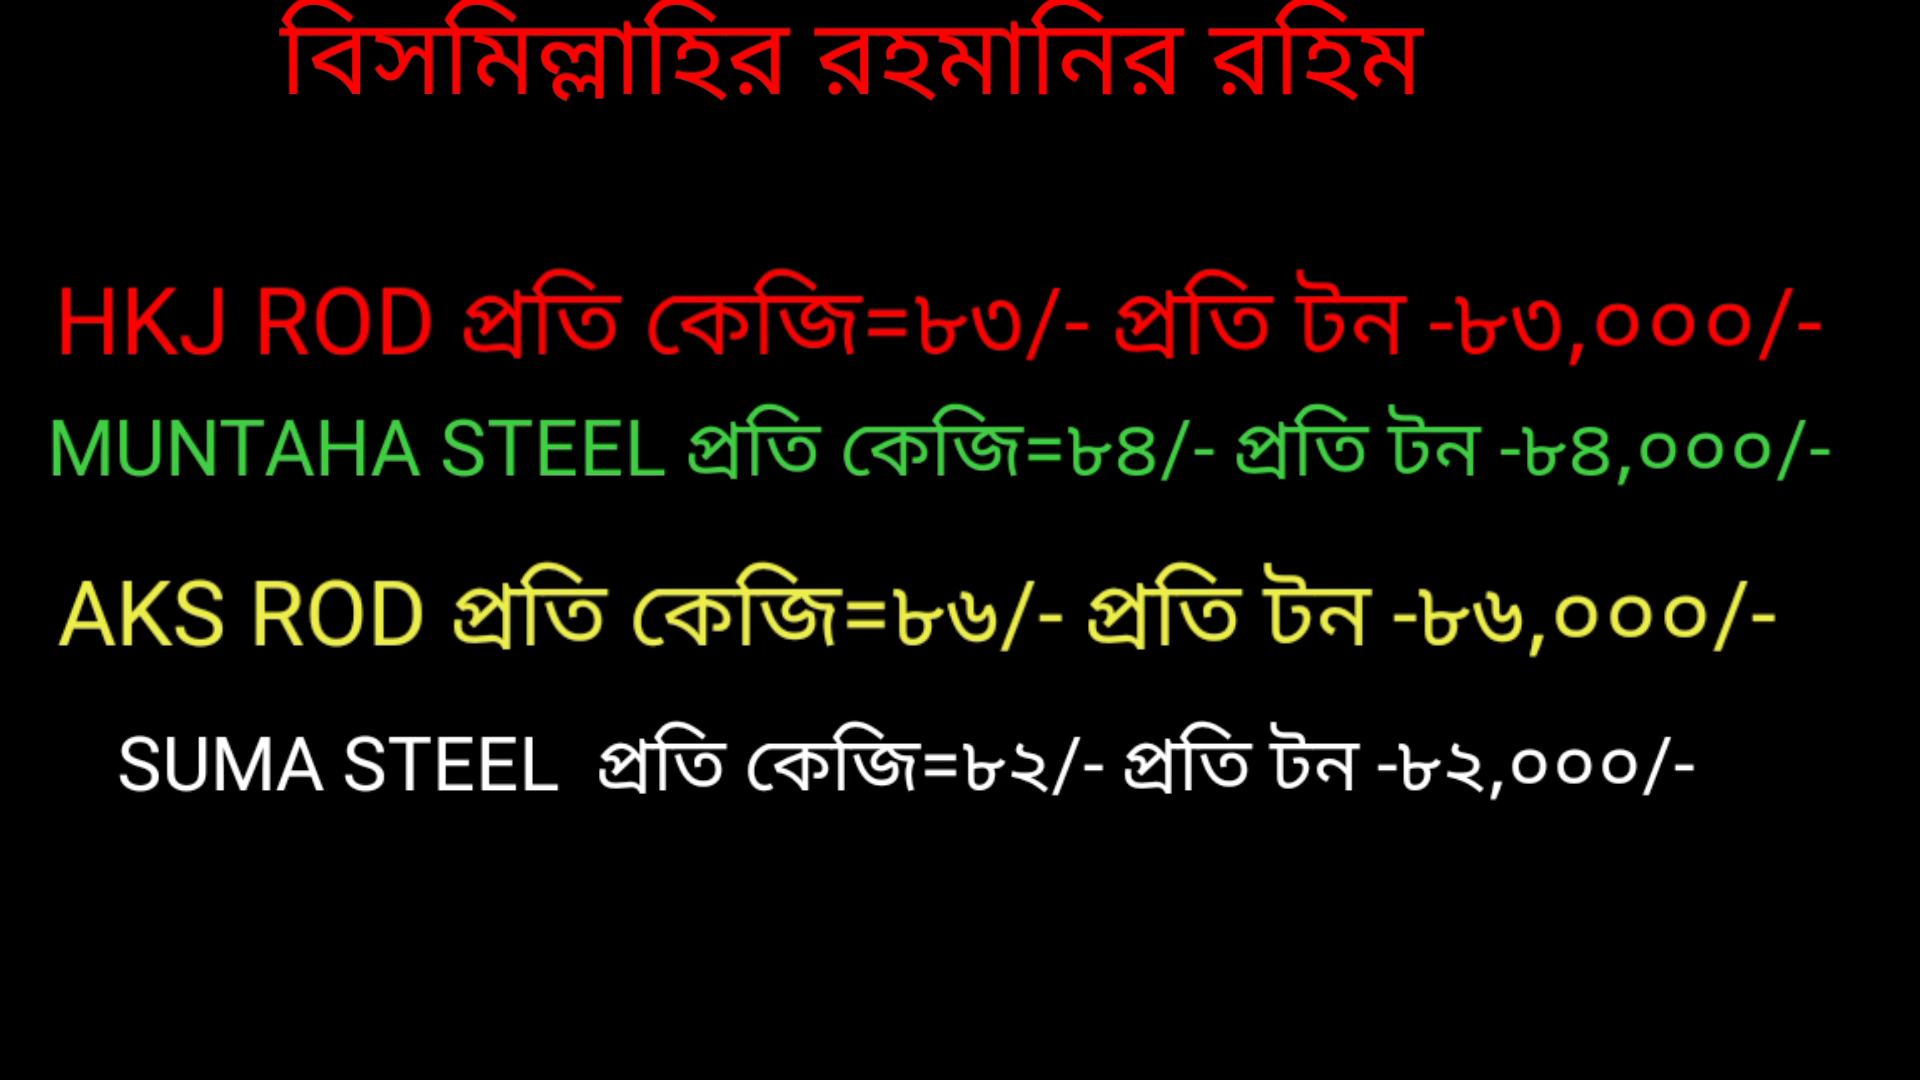 বিসমিল্লাহির রহমানির রহিম
HKJ ROD প্রতি কেজি=৮৩/- প্রতি টন -৮৩,০০০/-
MUNTAHA STEEL প্রতি কেজি=৮৪/- প্রতি টন -৮৪,০০০/-
AKS ROD প্রতি কেজি=৮৬/- প্রতি টন -৮৬,০০০/-
SUMA STEEL প্রতি কেজি=৮২/- প্রতি টন -৮২,০০০/-